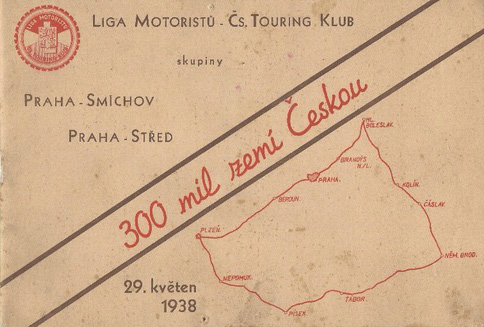 LIGA MOTORISTŮ - ČS. TOURING KLUB
skupiny
PRAHA - SMÍCHOV
PRAHA - STŘED
300 mil zemí Českou
ML. BOLESLAV.
BRANDÝS N/L.
PRAHA.
KOLÍN.
BEROUN.
ČÁSLAV.
PLZEŇ.
NĚM. BROD.
NEPOMUK.
TÁBOR.
PÍSEK.
29. květen
1938